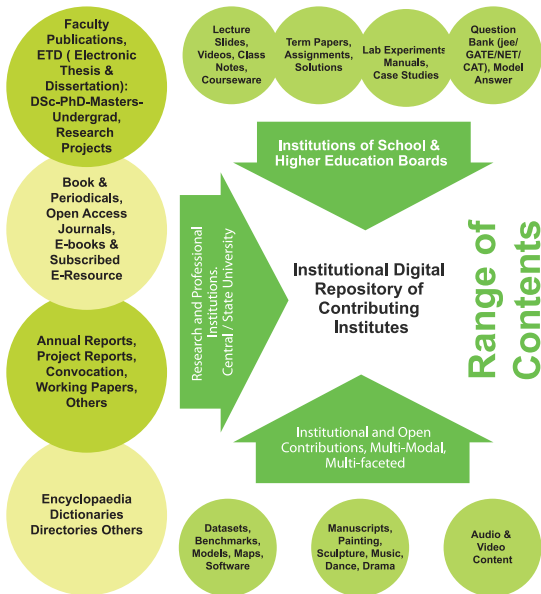 Faculty
Publications,
ETD ( Electronic
Thesis &
Dissertation):
DSc-PhD-Masters-
Undergrad,
Research
Projects
Book &
Periodicals,
Open Access
Journals,
E-books &
Subscribed
E-Resource
Annual Reports,
Project Reports,
Convocation,
Working Papers,
Others
Encyclopaedia
Dictionaries
Directories Others
Lecture
Slides,
Videos, Class
Notes,
Courseware
Term Papers,
Assignments,
Solutions
Lab Experiments
Manuals,
Case Studies
Question
Bank (jee/
GATE/NET/
CAT), Model
Answer
Institutions of School &
Higher Education Boards
Research and Professional
Institutions.
Central / State University
Institutional Digital
Repository of
Contributing
Institutes
Range of
Contents
Institutional and Open
Contributions, Multi-Modal,
Multi-faceted
Datasets,
Benchmarks,
Models, Maps,
Software
Manuscripts,
Painting,
Sculpture, Music,
Dance, Drama
Audio &
Video
Content